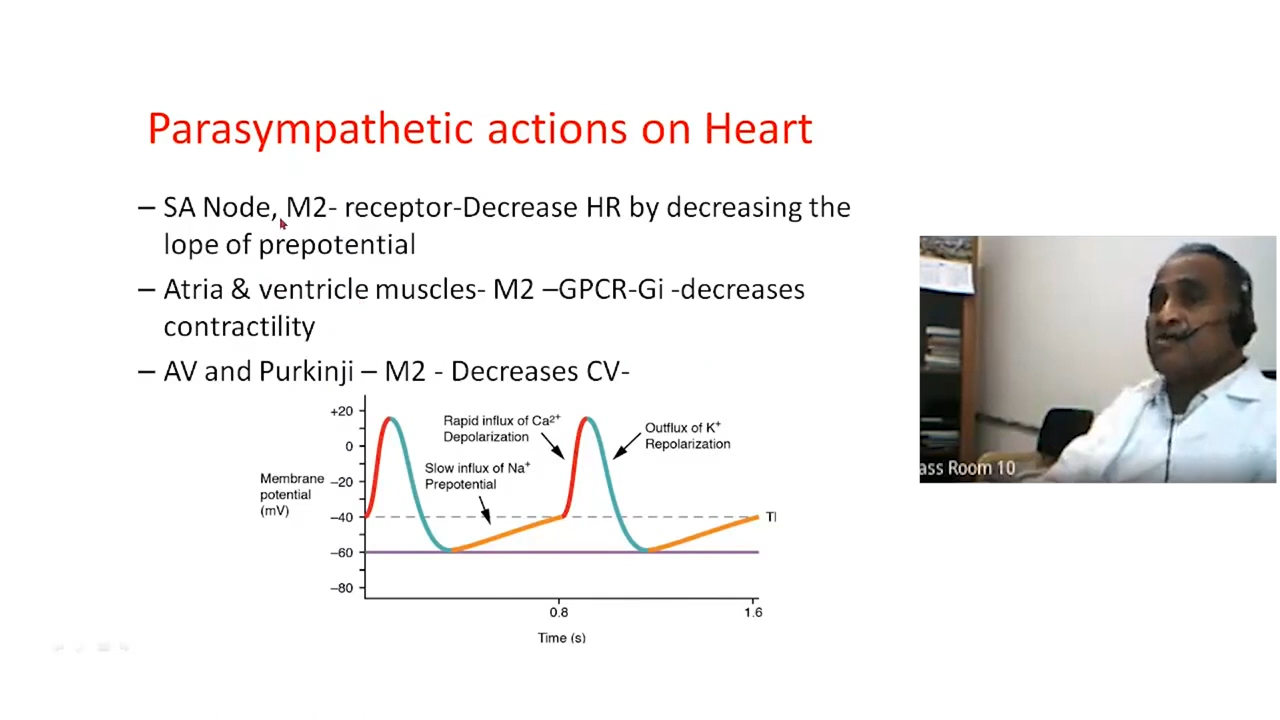 Parasympathetic actions on Heart
– SA Node, M2- receptor-Decrease HR by decreasing the
lope of prepotential
– Atria & ventricle muscles- M2 –GPCR-Gi -decreases
contractility
– AV and Purkinji – M2 - Decreases CV-
+20
0
–20
–40
–60
–80
Membrane
potential
(mV)
Rapid influx of Ca²⁺
Depolarization
Slow influx of Na⁺
Prepotential
Outflux of K⁺
Repolarization
0.8
1.6
Time (s)
ass Room 10